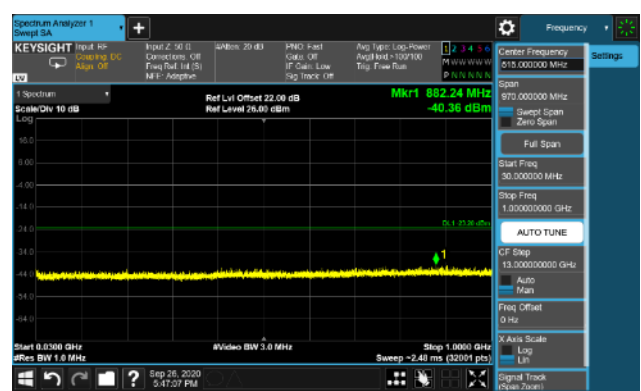 Spectrum Analyzer 1
Swept SA
+
Frequency
KEYSIGHT
Input: RF
Coupling: DC
Align: Off
Input Z: 50 Ω
Corrections: Off
Freq Ref: Int (S)
NFE: Adaptive
#Atten: 20 dB
PNO: Fast
Gate: Off
IF Gain: Low
Sig Track: Off
Avg Type: Log-Power
Avg|Hold:>100/100
Trig: Free Run
1 2 3 4 5 6
M W W W W W
P N N N N N
LXI
1 Spectrum
Scale/Div 10 dB
Log
Ref Lvl Offset 22.00 dB
Ref Level 26.00 dBm
Mkr1 882.24 MHz
-40.36 dBm
16.0
6.00
-4.00
-14.0
-24.0
-34.0
-44.0
-54.0
-64.0
DL1 -23.00 dBm
1
Start 0.0300 GHz
#Res BW 1.0 MHz
#Video BW 3.0 MHz
Stop 1.0000 GHz
Sweep ~2.48 ms (32001 pts)
Sep 26, 2020
5:47:07 PM
?
Settings
Center Frequency
515.000000 MHz
Span
970.000000 MHz
Swept Span
Zero Span
Full Span
Start Freq
30.000000 MHz
Stop Freq
1.000000000 GHz
AUTO TUNE
CF Step
13.000000000 GHz
Auto
Man
Freq Offset
0 Hz
X Axis Scale
Log
Lin
Signal Track
(Span Zoom)